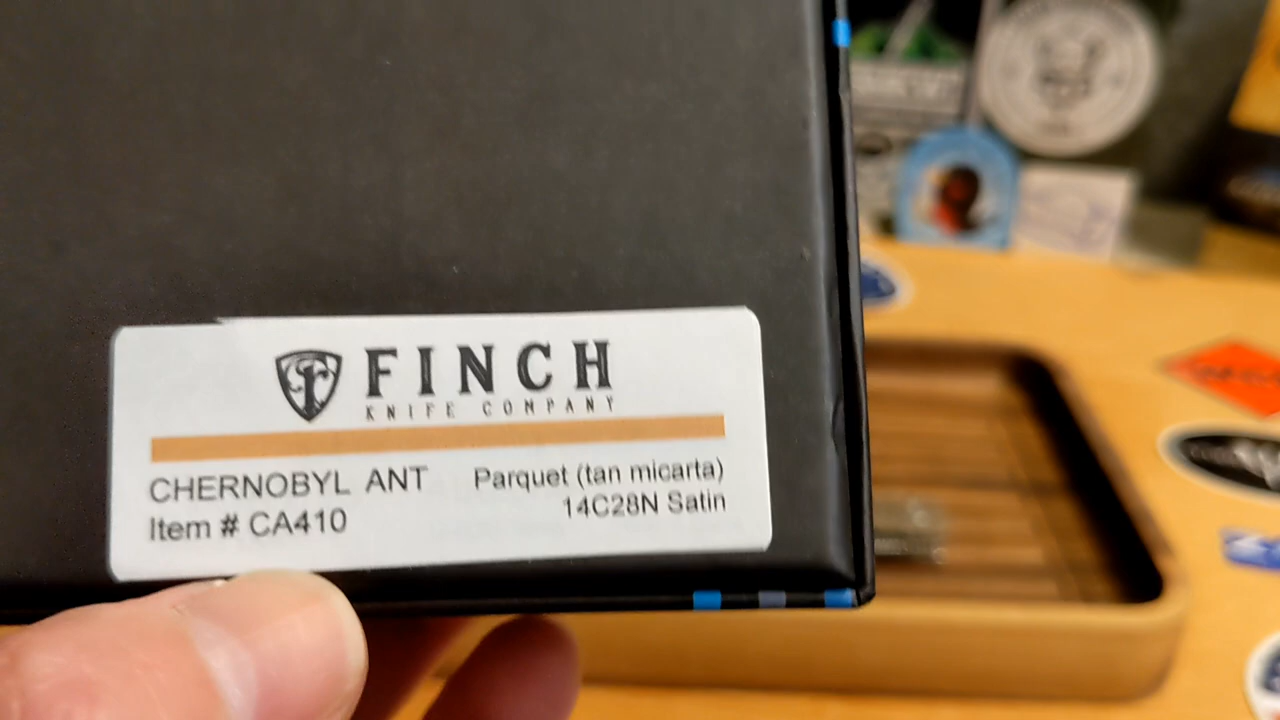 FINCH
KNIFE COMPANY
CHERNOBYL ANT
Item # CA410
Parquet (tan micarta)
14C28N Satin